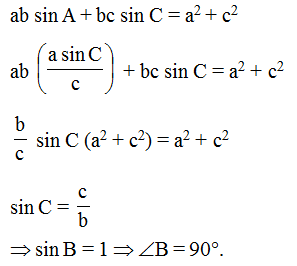 ab sin A + bc sin C = a² + c²
ab (a sin C / c) + bc sin C = a² + c²
b/c sin C (a² + c²) = a² + c²
sin C = c/b
⇒ sin B = 1 ⇒ ∠B = 90°.